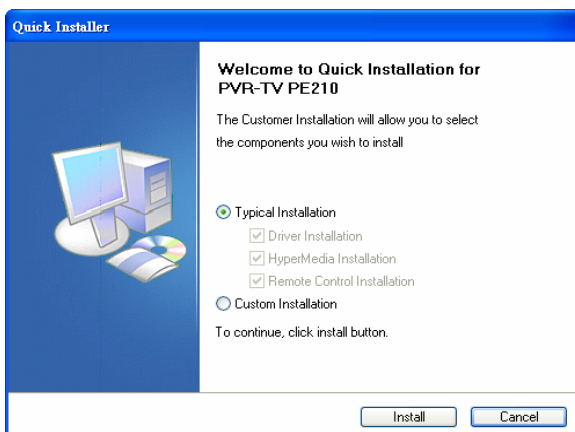 Quick Installer
Welcome to Quick Installation for
PVR-TV PE210
The Customer Installation will allow you to select
the components you wish to install
Typical Installation
Driver Installation
HyperMedia Installation
Remote Control Installation
Custom Installation
To continue, click install button.
Install
Cancel